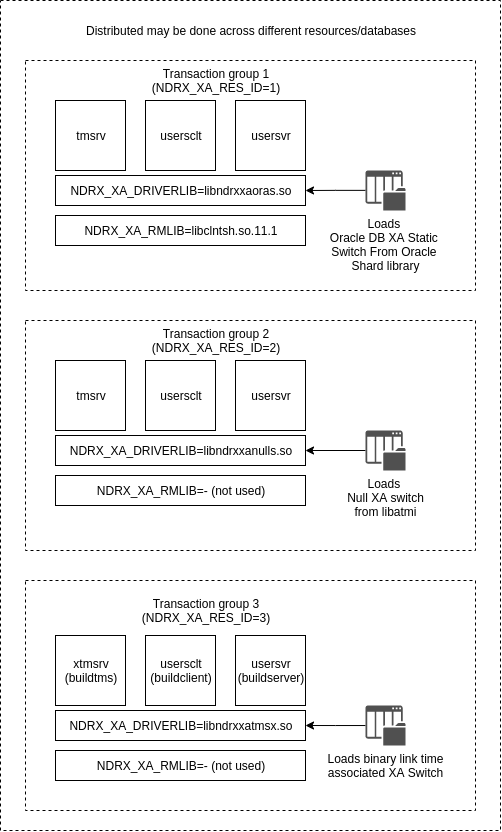 Distributed may be done across different resources/databases
Transaction group 1
(NDRX_XA_RES_ID=1)
tmsrv
usersclt
usersvr
NDRX_XA_DRIVERLIB=libndrxxaoras.so
NDRX_XA_RMLIB=libclntsh.so.11.1
Loads
Oracle DB XA Static
Switch From Oracle
Shard library
Transaction group 2
(NDRX_XA_RES_ID=2)
tmsrv
usersclt
usersvr
NDRX_XA_DRIVERLIB=libndrxxanulls.so
NDRX_XA_RMLIB=- (not used)
Loads
Null XA switch
from libatmi
Transaction group 3
(NDRX_XA_RES_ID=3)
xtmsrv
(buildtms)
usersclt
(buildclient)
usersvr
(buildserver)
NDRX_XA_DRIVERLIB=libndrxxatmsx.so
NDRX_XA_RMLIB=- (not used)
Loads binary link time
associated XA Switch